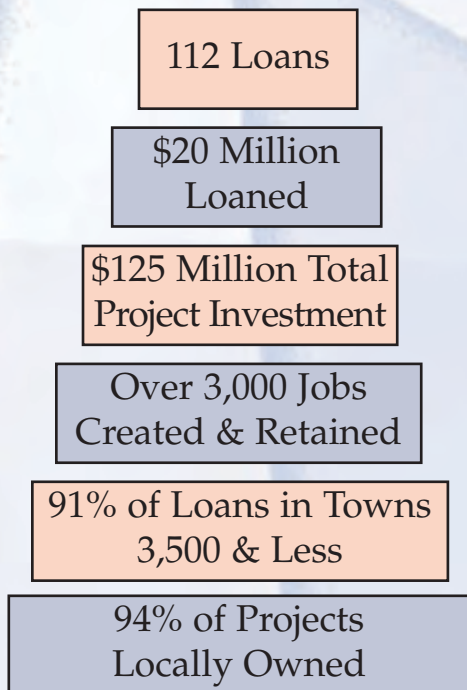 112 Loans
$20 Million
Loaned
$125 Million Total
Project Investment
Over 3,000 Jobs
Created & Retained
91% of Loans in Towns
3,500 & Less
94% of Projects
Locally Owned